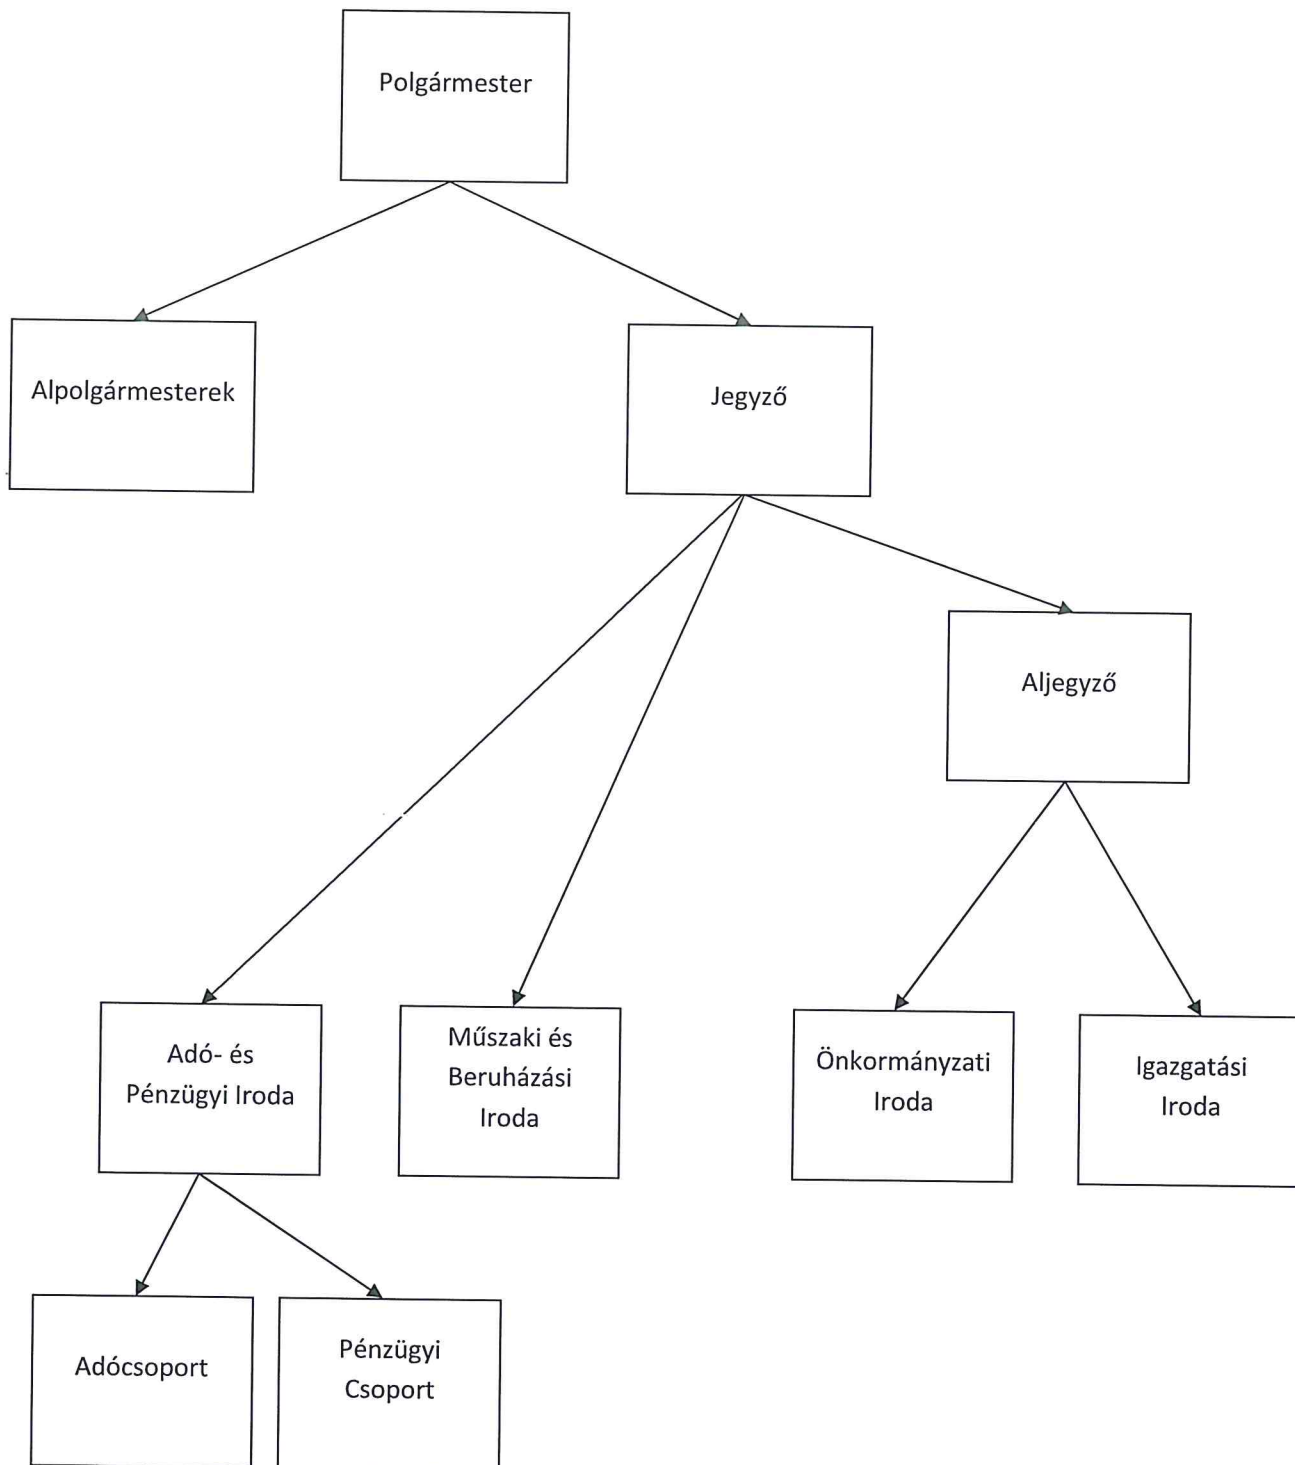 Polgármester
Alpolgármesterek
Jegyző
Aljegyző
Adó- és
Pénzügyi Iroda
Műszaki és
Beruházási
Iroda
Önkormányzati
Iroda
Igazgatási
Iroda
Adócsoport
Pénzügyi
Csoport